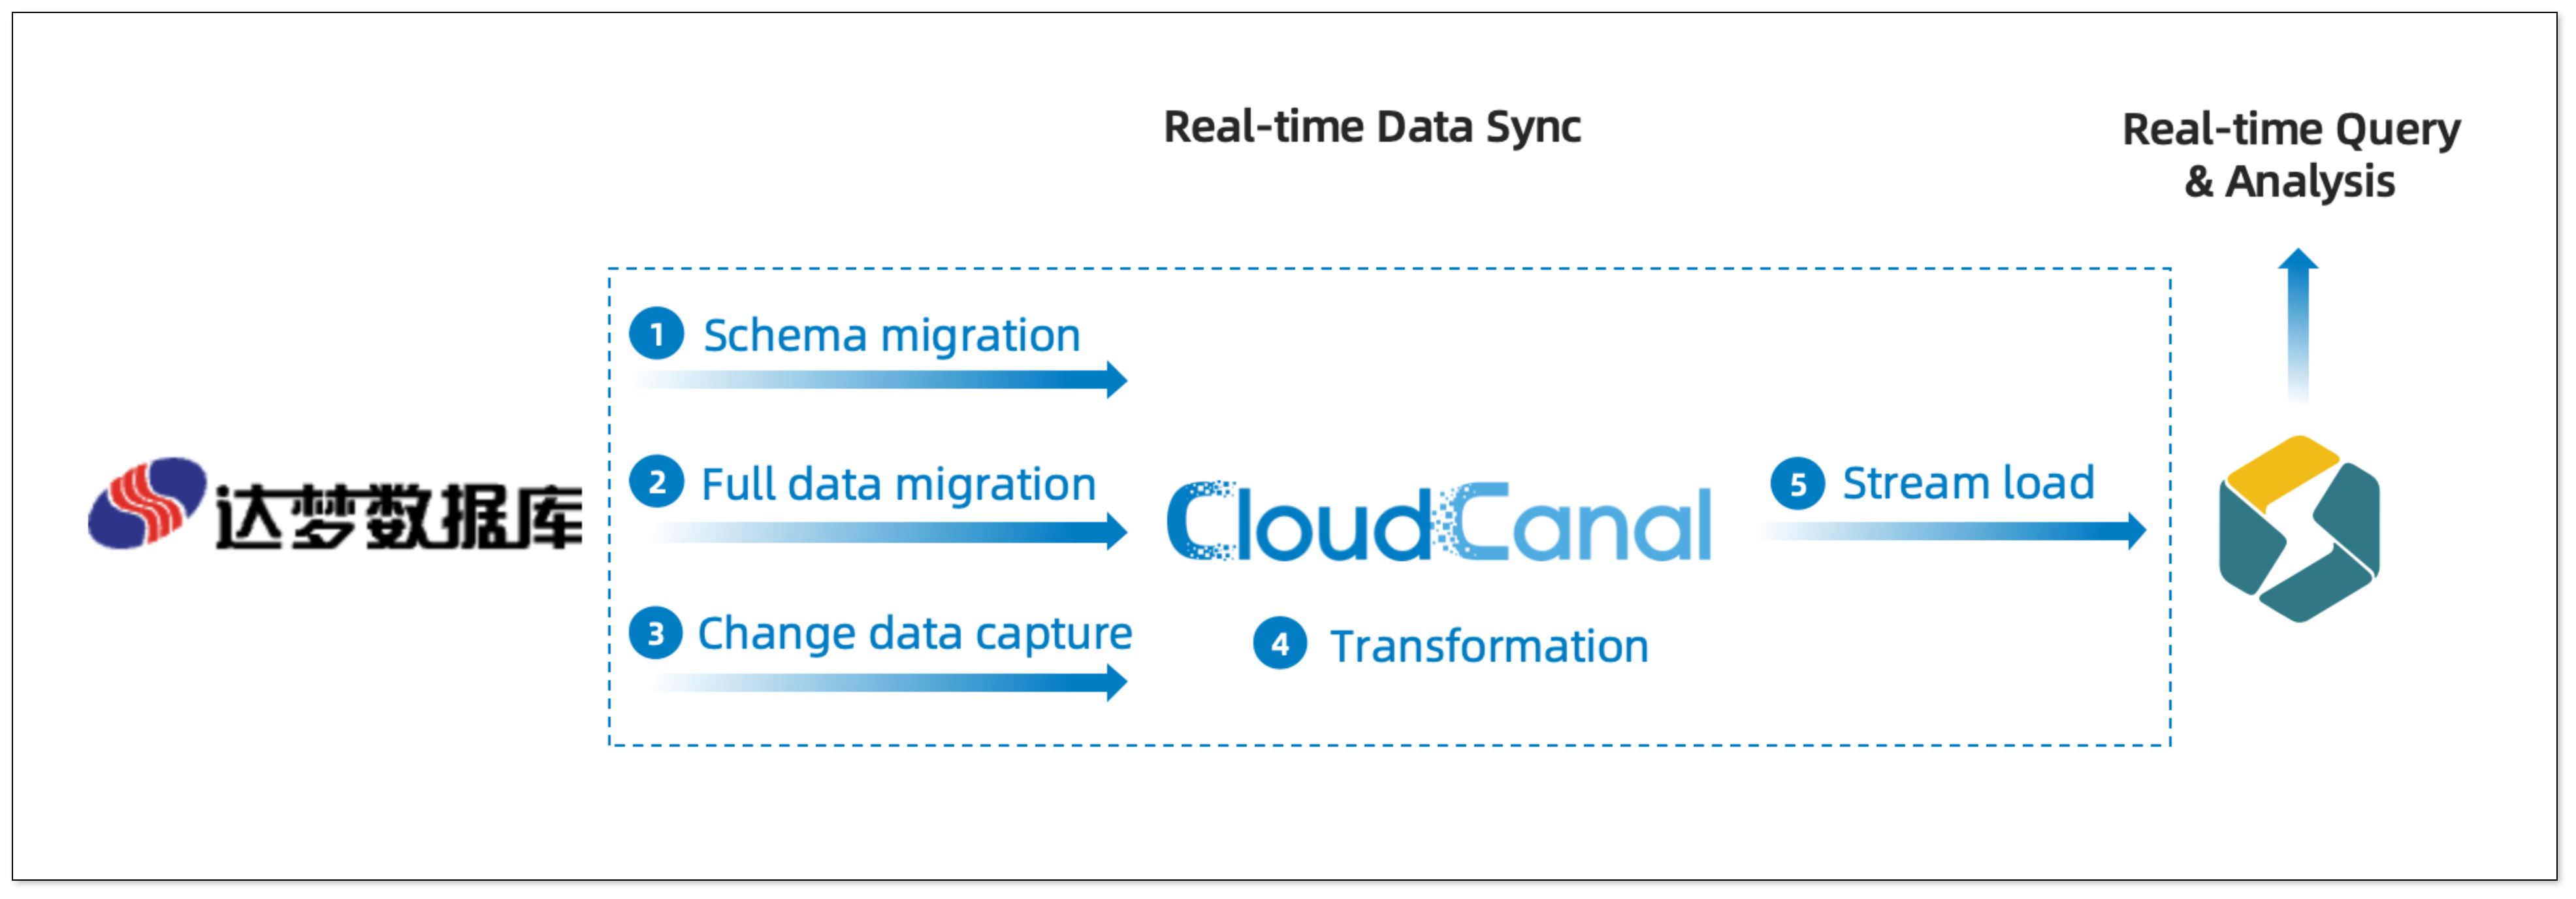 Real-time Data Sync
Real-time Query
& Analysis
1 Schema migration
2 Full data migration
3 Change data capture
达梦数据库
CloudCanal
4 Transformation
5 Stream load